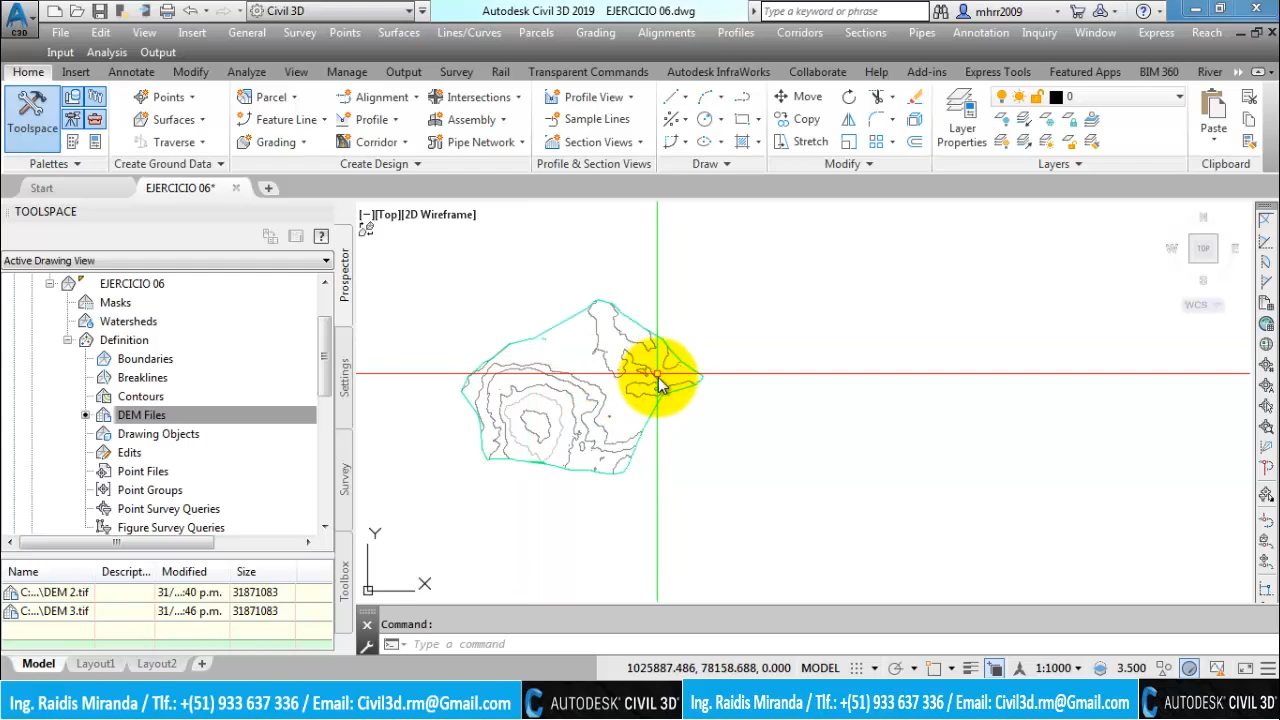 C3D
Civil 3D
Autodesk Civil 3D 2019 EJERCICIO 06.dwg
Type a keyword or phrase
mhrr2009
File Edit View Insert General Survey Points Surfaces Lines/Curves Parcels Grading Alignments Profiles Corridors Sections Pipes Annotation Inquiry Window Express Reach
Input Analysis Output
Home Insert Annotate Modify Analyze View Manage Output Survey Rail Transparent Commands Autodesk InfraWorks Collaborate Help Add-ins Express Tools Featured Apps BIM 360 River
Points Parcel Alignment Intersections Profile View Move 0
Toolspace Surfaces Feature Line Profile Assembly Sample Lines Copy Layer Properties Paste
Traverse Grading Corridor Pipe Network Section Views Stretch
Palettes Create Ground Data Create Design Profile & Section Views Draw Modify Layers Clipboard
Start EJERCICIO 06*
TOOLSPACE
[−][Top][2D Wireframe]
Active Drawing View
EJERCICIO 06
Masks
Watersheds
Definition
Boundaries
Breaklines
Contours
DEM Files
Drawing Objects
Edits
Point Files
Point Groups
Point Survey Queries
Figure Survey Queries
Prospector
Settings
Survey
Toolbox
Name Descript... Modified Size
C:...\DEM 2.tif 31/...:40 p.m. 31871083
C:...\DEM 3.tif 31/...:46 p.m. 31871083
N
W TOP E
S
WCS
Y
X
Command:
Type a command
Model Layout1 Layout2
1025887.486, 78158.688, 0.000 MODEL 1:1000 3.500
Ing. Raidis Miranda / Tlf.: +(51) 933 637 336 / Email: Civil3d.rm@Gmail.com AUTODESK® CIVIL 3D® Ing. Raidis Miranda / Tlf.: +(51) 933 637 336 / Email: Civil3d.rm@Gmail.com AUTODESK® CIVIL 3D